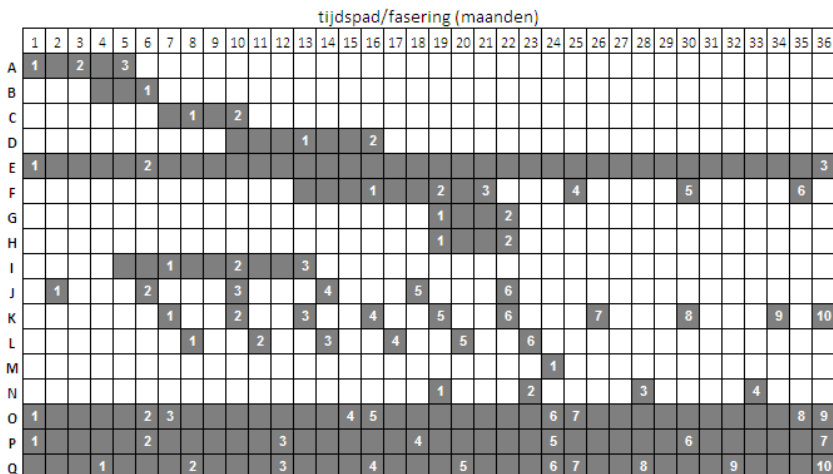 tijdspad/fasering (maanden)
1 2 3 4 5 6 7 8 9 10 11 12 13 14 15 16 17 18 19 20 21 22 23 24 25 26 27 28 29 30 31 32 33 34 35 36
A 1 2 3
B 1
C 1 2
D 1 2
E 1 2 3
F 1 2 3 4 5 6
G 1 2
H 1 2
I 1 2 3
J 1 2 3 4 5 6
K 1 2 3 4 5 6 7 8 9 10
L 1 2 3 4 5 6
M 1
N 1 2 3 4
O 1 2 3 4 5 6 7 8 9
P 1 2 3 4 5 6 7
Q 1 2 3 4 5 6 7 8 9 10